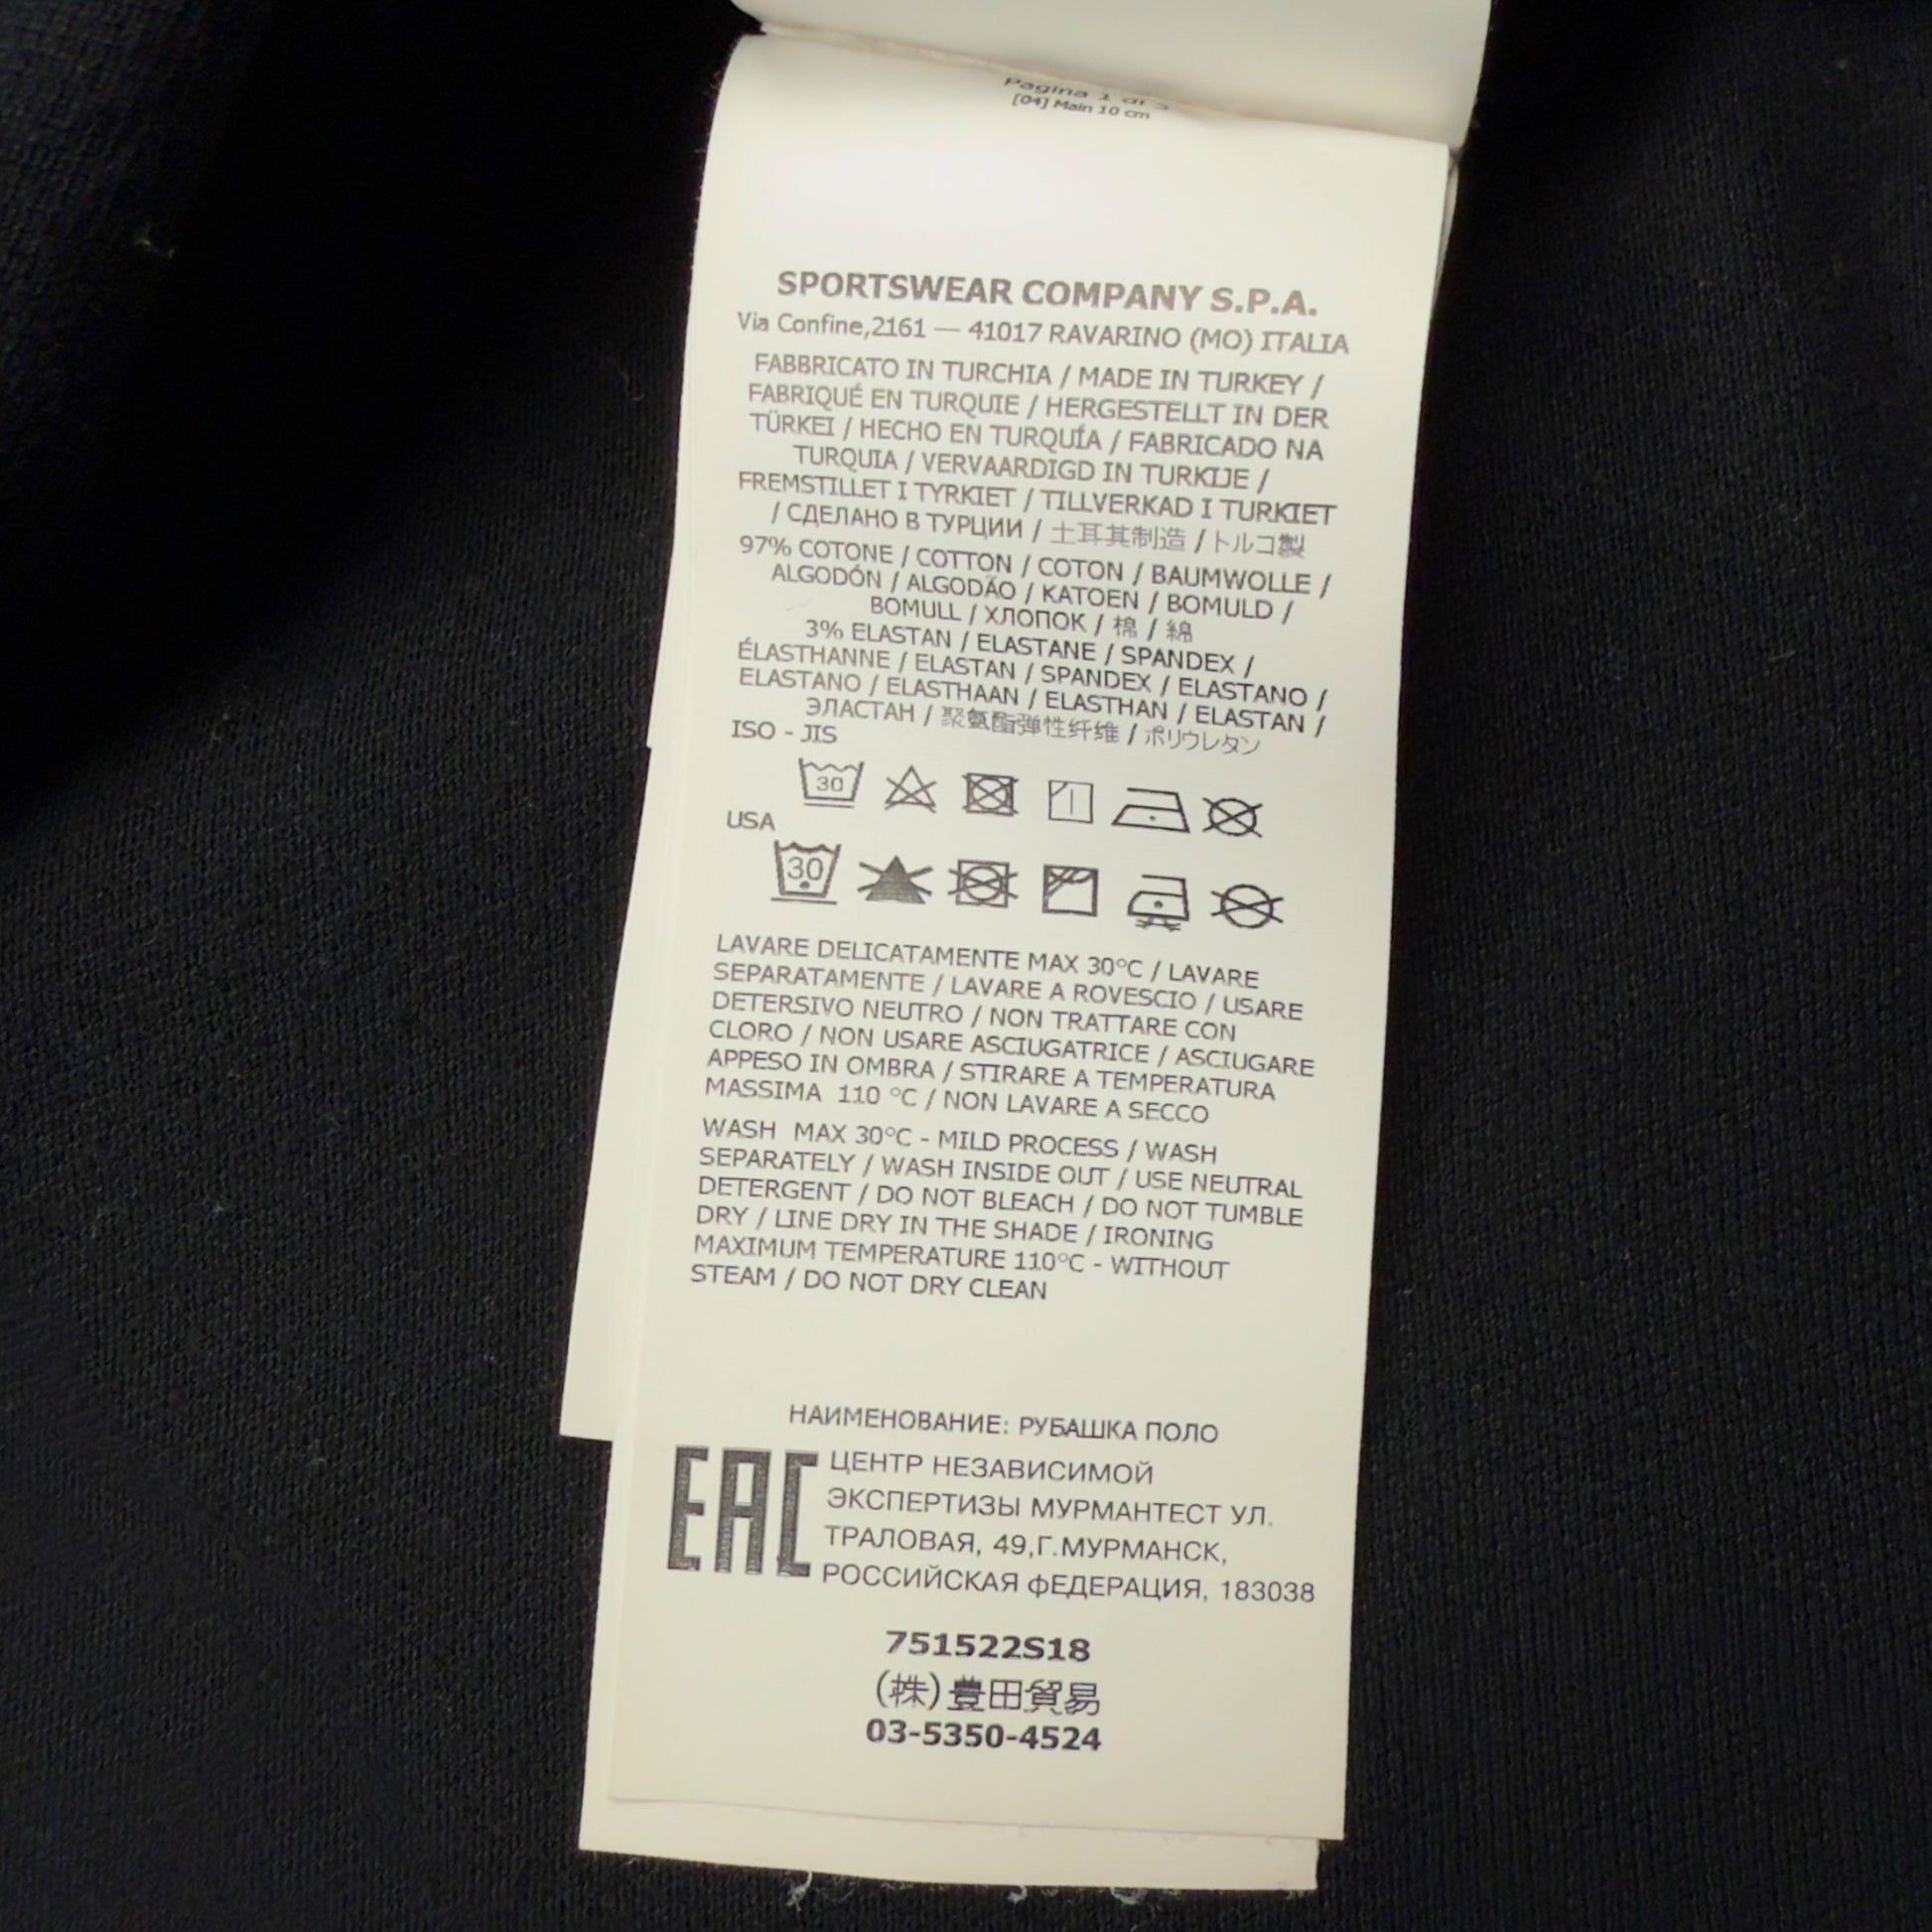 Pagina 1 di 3
[04] Main 10 cm
SPORTSWEAR COMPANY S.P.A.
Via Confine,2161 — 41017 RAVARINO (MO) ITALIA
FABBRICATO IN TURCHIA / MADE IN TURKEY /
FABRIQUÉ EN TURQUIE / HERGESTELLT IN DER
TÜRKEI / HECHO EN TURQUÍA / FABRICADO NA
TURQUIA / VERVAARDIGD IN TURKIJE /
FREMSTILLET I TYRKIET / TILLVERKAD I TURKIET
/ СДЕЛАНО В ТУРЦИИ / 土耳其制造 / トルコ製
97% COTONE / COTTON / COTON / BAUMWOLLE /
ALGODÓN / ALGODÃO / KATOEN / BOMULD /
BOMULL / ХЛОПОК / 棉 / 綿
3% ELASTAN / ELASTANE / SPANDEX /
ÉLASTHANNE / ELASTAN / SPANDEX / ELASTANO /
ELASTANO / ELASTHAAN / ELASTHAN / ELASTAN /
ЭЛАСТАН / 聚氨酯弹性纤维 / ポリウレタン
ISO - JIS
30
USA
30
LAVARE DELICATAMENTE MAX 30°C / LAVARE
SEPARATAMENTE / LAVARE A ROVESCIO / USARE
DETERSIVO NEUTRO / NON TRATTARE CON
CLORO / NON USARE ASCIUGATRICE / ASCIUGARE
APPESO IN OMBRA / STIRARE A TEMPERATURA
MASSIMA 110 °C / NON LAVARE A SECCO
WASH MAX 30°C - MILD PROCESS / WASH
SEPARATELY / WASH INSIDE OUT / USE NEUTRAL
DETERGENT / DO NOT BLEACH / DO NOT TUMBLE
DRY / LINE DRY IN THE SHADE / IRONING
MAXIMUM TEMPERATURE 110°C - WITHOUT
STEAM / DO NOT DRY CLEAN
НАИМЕНОВАНИЕ: РУБАШКА ПОЛО
EAC
ЦЕНТР НЕЗАВИСИМОЙ
ЭКСПЕРТИЗЫ МУРМАНТЕСТ УЛ.
ТРАЛОВАЯ, 49,Г.МУРМАНСК,
РОССИЙСКАЯ фЕДЕРАЦИЯ, 183038
751522S18
(株)豊田貿易
03-5350-4524